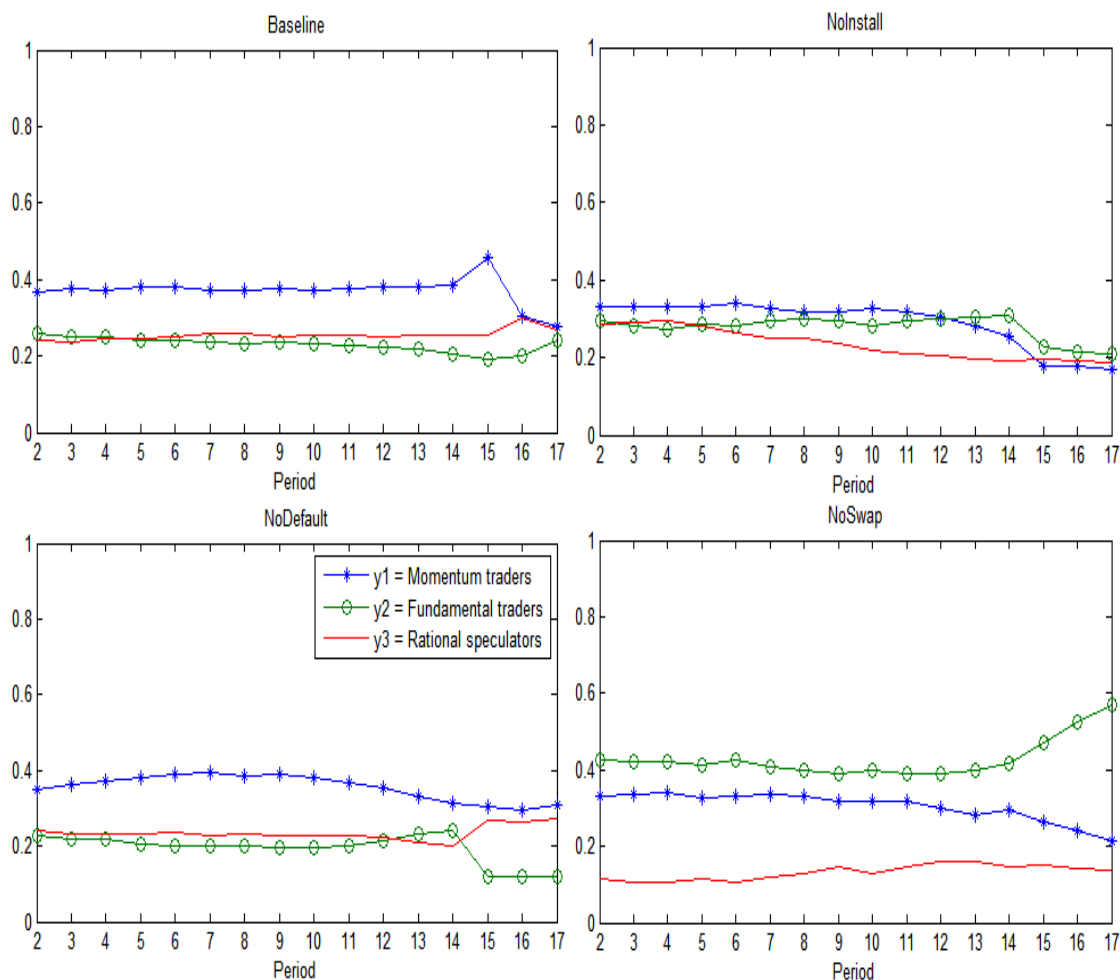 Baseline
1
0.8
0.6
0.4
0.2
0
2 3 4 5 6 7 8 9 10 11 12 13 14 15 16 17
Period
NoInstall
1
0.8
0.6
0.4
0.2
0
2 3 4 5 6 7 8 9 10 11 12 13 14 15 16 17
Period
NoDefault
1
0.8
0.6
0.4
0.2
0
y1 = Momentum traders
y2 = Fundamental traders
y3 = Rational speculators
2 3 4 5 6 7 8 9 10 11 12 13 14 15 16 17
Period
NoSwap
1
0.8
0.6
0.4
0.2
0
2 3 4 5 6 7 8 9 10 11 12 13 14 15 16 17
Period